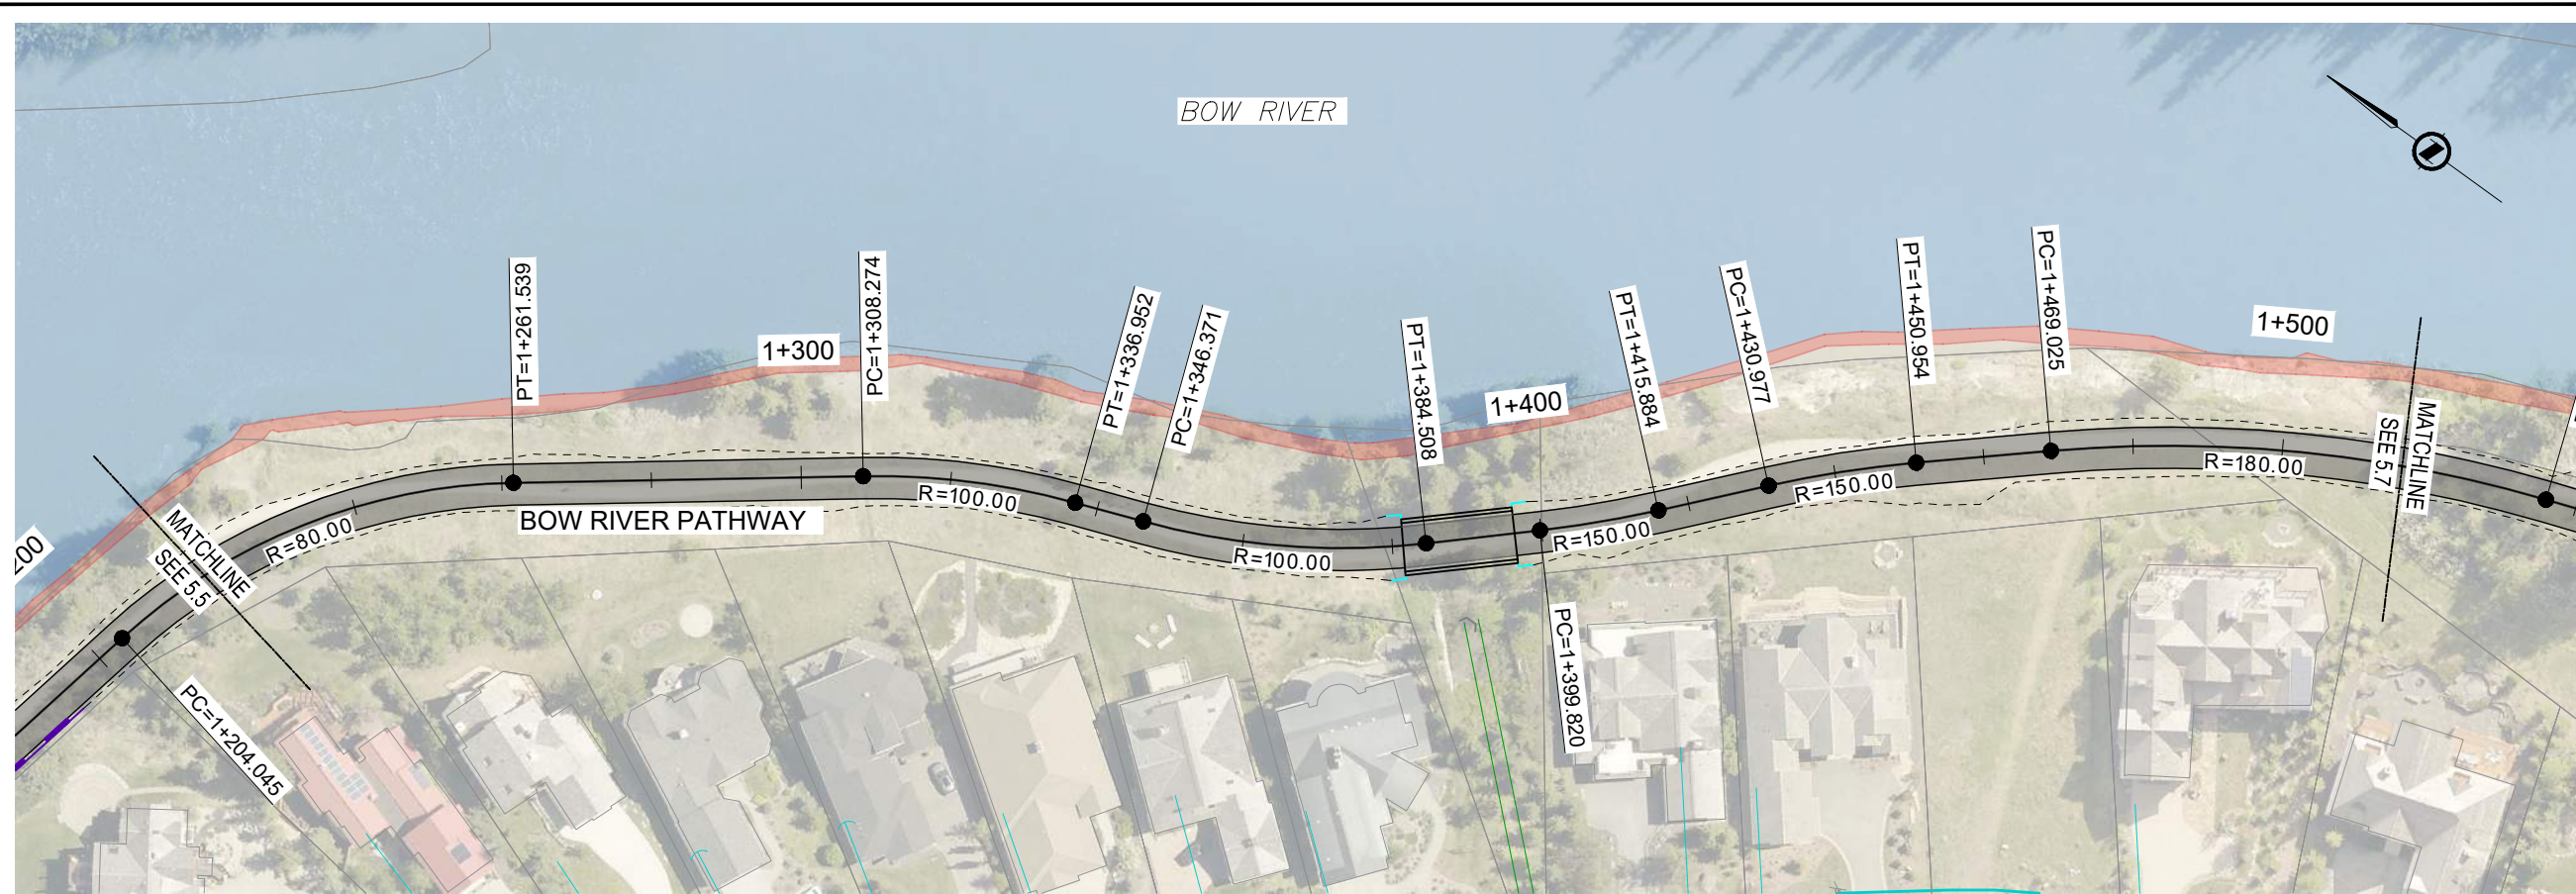 BOW RIVER
PT=1+261.539
1+300
PC=1+308.274
PT=1+336.952
PC=1+346.371
PT=1+384.508
1+400
PT=1+415.884
PC=1+430.977
PT=1+450.954
PC=1+469.025
1+500
MATCHLINE
SEE 5.7
MATCHLINE
SEE 5.5
R=80.00
BOW RIVER PATHWAY
R=100.00
R=100.00
R=150.00
R=150.00
R=180.00
200
PC=1+204.045
PC=1+399.820